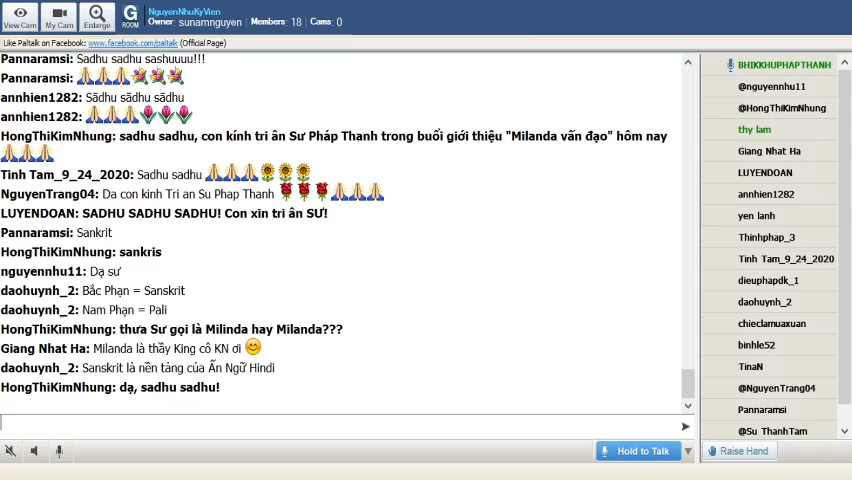 NguyenNhuKyVien
Owner: sunamnguyen | Members: 18 | Cams: 0
View Cam
My Cam
Enlarge
G
ROOM
Like Paltalk on Facebook: www.facebook.com/paltalk (Official Page)
Pannaramsi: Sadhu sadhu sashuuuu!!!
Pannaramsi:
annhien1282: Sādhu sādhu sādhu
annhien1282:
HongThiKimNhung: sadhu sadhu, con kính tri ân Sư Pháp Thanh trong buổi giới thiệu "Milanda vấn đạo" hôm nay
Tinh Tam_9_24_2020: Sadhu sadhu
NguyenTrang04: Da con kinh Tri an Su Phap Thanh
LUYENDOAN: SADHU SADHU SADHU! Con xin tri ân SƯ!
Pannaramsi: Sankrit
HongThiKimNhung: sankris
nguyennhu11: Dạ sư
daohuynh_2: Bắc Phạn = Sanskrit
daohuynh_2: Nam Phạn = Pali
HongThiKimNhung: thưa Sư gọi là Milinda hay Milanda???
Giang Nhat Ha: Milanda là thầy King cô KN ơi
daohuynh_2: Sanskrit là nền tảng của Ấn Ngữ Hindi
HongThiKimNhung: dạ, sadhu sadhu!
BHIKKHUPHAPTHANH
@nguyennhu11
@HongThiKimNhung
thy lam
Giang Nhat Ha
LUYENDOAN
annhien1282
yen lanh
Thinhphap_3
Tinh Tam_9_24_2020
dieuphapdk_1
daohuynh_2
chieclamuaxuan
binhle52
TinaN
@NguyenTrang04
Pannaramsi
@Su ThanhTam
Hold to Talk
Raise Hand